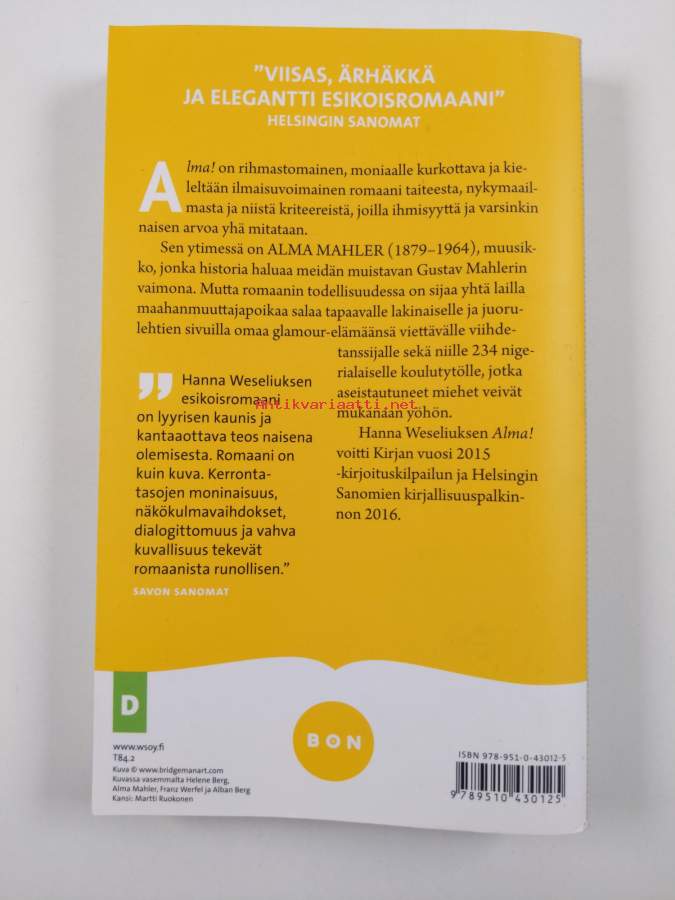 ”VIISAS, ÄRHÄKKÄ
JA ELEGANTTI ESIKOISROMAANI”
HELSINGIN SANOMAT
Alma! on rihmastomainen, moniaalle kurkottava ja kie-
leltään ilmaisuvoimainen romaani taiteesta, nykymaail-
masta ja niistä kriteereistä, joilla ihmisyyttä ja varsinkin
naisen arvoa yhä mitataan.
Sen ytimessä on ALMA MAHLER (1879–1964), muusik-
ko, jonka historia haluaa meidän muistavan Gustav Mahlerin
vaimona. Mutta romaanin todellisuudessa on sijaa yhtä lailla
maahanmuuttajapoikaa salaa tapaavalle lakinaiselle ja juoru-
lehtien sivuilla omaa glamour-elämäänsä viettävälle viihde-
tanssijalle sekä niille 234 nige-
rialaiselle koulutytölle, jotka
aseistautuneet miehet veivät
mukanaan yöhön.
Hanna Weseliuksen Alma!
voitti Kirjan vuosi 2015
-kirjoituskilpailun ja Helsingin
Sanomien kirjallisuuspalkin-
non 2016.
” Hanna Weseliuksen
esikoisromaani
on lyyrisen kaunis ja
kantaaottava teos naisena
olemisesta. Romaani on
kuin kuva. Kerronta-
tasojen moninaisuus,
näkökulmavaihdokset,
dialogittomuus ja vahva
kuvallisuus tekevät
romaanista runollisen.”
SAVON SANOMAT
Antikvariaatti.net
D
www.wsoy.fi
T84.2
Kuva © www.bridgemanart.com
Kuvassa vasemmalta Helene Berg,
Alma Mahler, Franz Werfel ja Alban Berg
Kansi: Martti Ruokonen
BON
ISBN 978-951-0-43012-5
9 789510 430125